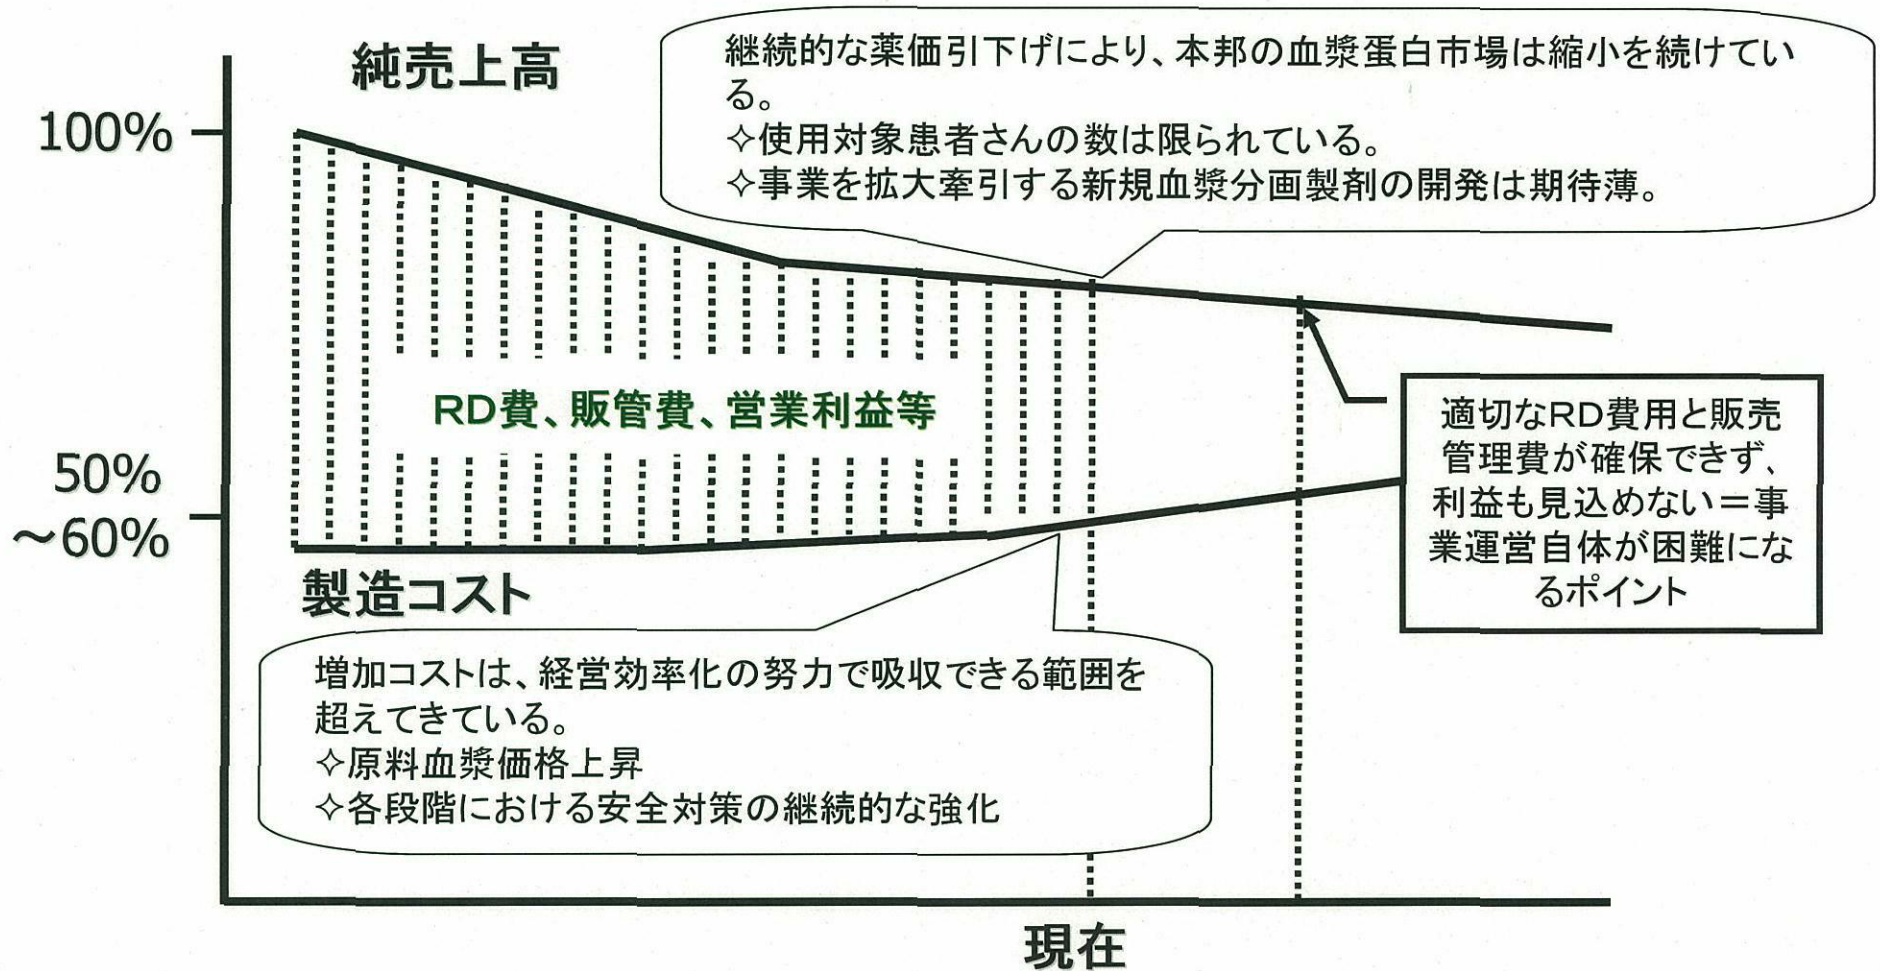 純売上高
継続的な薬価引下げにより、本邦の血漿蛋白市場は縮小を続けてい
る。
✧使用対象患者さんの数は限られている。
✧事業を拡大牽引する新規血漿分画製剤の開発は期待薄。
100%
RD費、販管費、営業利益等
50%
～60%
適切なRD費用と販売
管理費が確保できず、
利益も見込めない＝事
業運営自体が困難にな
るポイント
製造コスト
増加コストは、経営効率化の努力で吸収できる範囲を
超えてきている。
✧原料血漿価格上昇
✧各段階における安全対策の継続的な強化
現在